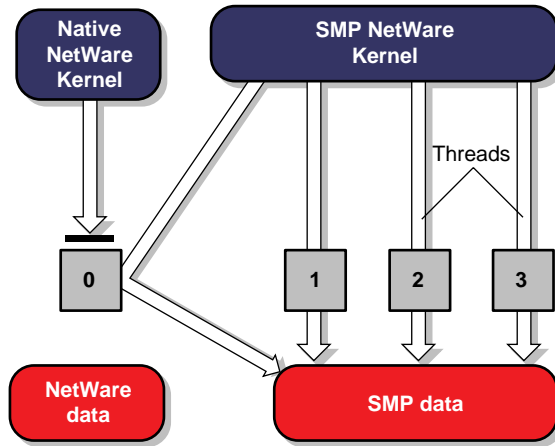 Native
NetWare
Kernel
SMP NetWare
Kernel
Threads
0
1
2
3
NetWare
data
SMP data